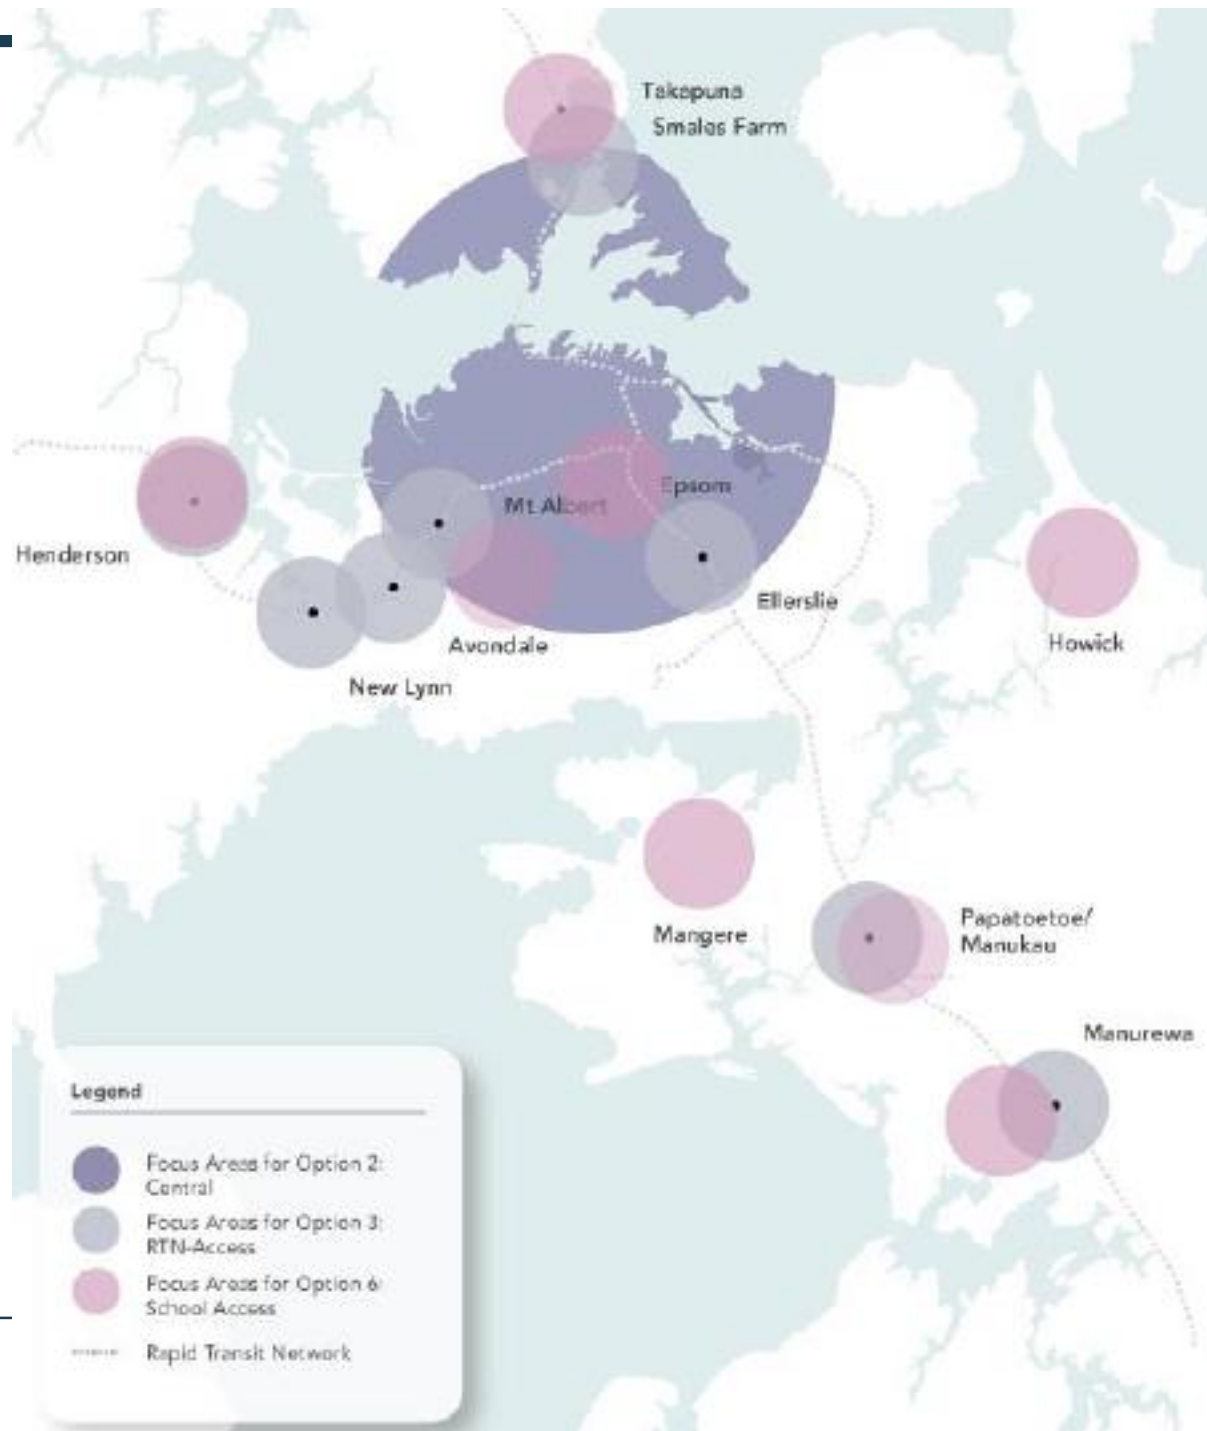 Takapuna
Smales Farm
Epsom
Mt Albert
Henderson
Ellerslie
Howick
Avondale
New Lynn
Mangere
Papatoetoe/
Manukau
Manurewa
Legend
Focus Areas for Option 2:
Central
Focus Areas for Option 3:
RTN-Access
Focus Areas for Option 6:
School Access
Rapid Transit Network